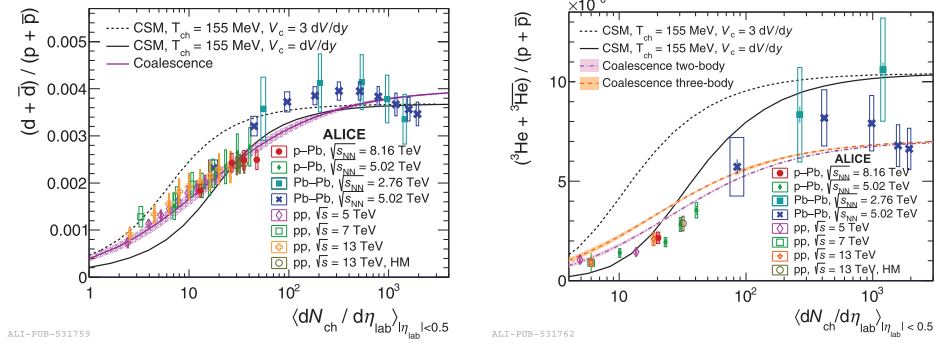 0.005
0.004
0.003
0.002
0.001
0
(d + d̅) / (p + p̅)
CSM, T_ch = 155 MeV, V_c = 3 dV/dy
CSM, T_ch = 155 MeV, V_c = dV/dy
Coalescence
ALICE
p–Pb, √s_NN = 8.16 TeV
p–Pb, √s_NN = 5.02 TeV
Pb–Pb, √s_NN = 2.76 TeV
Pb–Pb, √s_NN = 5.02 TeV
pp, √s = 5 TeV
pp, √s = 7 TeV
pp, √s = 13 TeV
pp, √s = 13 TeV, HM
1
10
10²
10³
⟨dN_ch / dη_lab⟩_|η_lab| < 0.5
ALI-PUB-531759
10
5
(³He + ³H̅e̅) / (p + p̅)
CSM, T_ch = 155 MeV, V_c = 3 dV/dy
CSM, T_ch = 155 MeV, V_c = dV/dy
Coalescence two-body
Coalescence three-body
ALICE
p–Pb, √s_NN = 8.16 TeV
p–Pb, √s_NN = 5.02 TeV
Pb–Pb, √s_NN = 2.76 TeV
Pb–Pb, √s_NN = 5.02 TeV
pp, √s = 5 TeV
pp, √s = 7 TeV
pp, √s = 13 TeV
pp, √s = 13 TeV, HM
10
10²
10³
⟨dN_ch/dη_lab⟩_|η_lab| < 0.5
ALI-PUB-531762